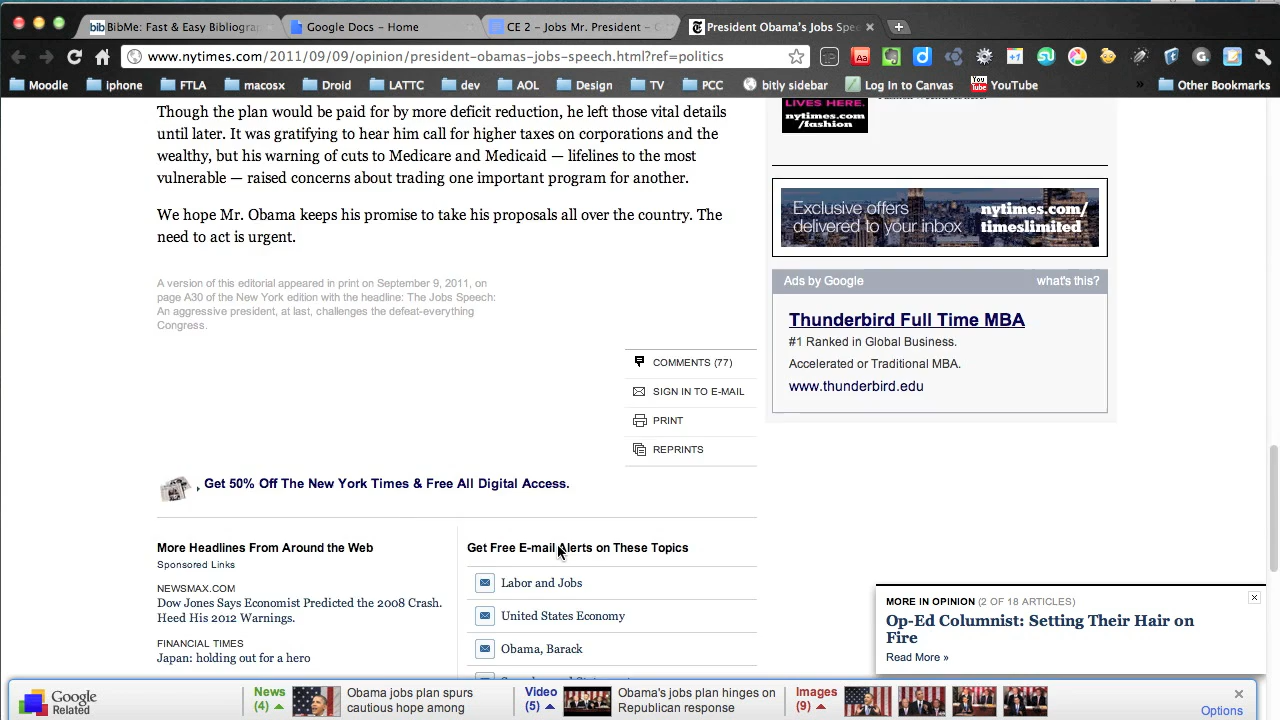 BibMe: Fast & Easy Bibliogra
Google Docs - Home
CE 2 - Jobs Mr. President -
President Obama's Jobs Spee
www.nytimes.com/2011/09/09/opinion/president-obamas-jobs-speech.html?ref=politics
Moodle
iphone
FTLA
macosx
Droid
LATTC
dev
AOL
Design
TV
PCC
bitly sidebar
Log In to Canvas
YouTube
»
Other Bookmarks
Though the plan would be paid for by more deficit reduction, he left those vital details
until later. It was gratifying to hear him call for higher taxes on corporations and the
wealthy, but his warning of cuts to Medicare and Medicaid — lifelines to the most
vulnerable — raised concerns about trading one important program for another.
We hope Mr. Obama keeps his promise to take his proposals all over the country. The
need to act is urgent.
A version of this editorial appeared in print on September 9, 2011, on
page A30 of the New York edition with the headline: The Jobs Speech:
An aggressive president, at last, challenges the defeat-everything
Congress.
COMMENTS (77)
SIGN IN TO E-MAIL
PRINT
REPRINTS
, Get 50% Off The New York Times & Free All Digital Access.
More Headlines From Around the Web
Sponsored Links
NEWSMAX.COM
Dow Jones Says Economist Predicted the 2008 Crash.
Heed His 2012 Warnings.
FINANCIAL TIMES
Japan: holding out for a hero
Get Free E-mail Alerts on These Topics
Labor and Jobs
United States Economy
Obama, Barack
LIVES HERE.
nytimes.com
/fashion
Exclusive offers
delivered to your inbox
nytimes.com/
timeslimited
Ads by Google
what's this?
Thunderbird Full Time MBA
#1 Ranked in Global Business.
Accelerated or Traditional MBA.
www.thunderbird.edu
MORE IN OPINION (2 OF 18 ARTICLES)
Op-Ed Columnist: Setting Their Hair on
Fire
Read More »
Google
Related
News
(4)
Obama jobs plan spurs
cautious hope among
Video
(5)
Obama's jobs plan hinges on
Republican response
Images
(9)
Options